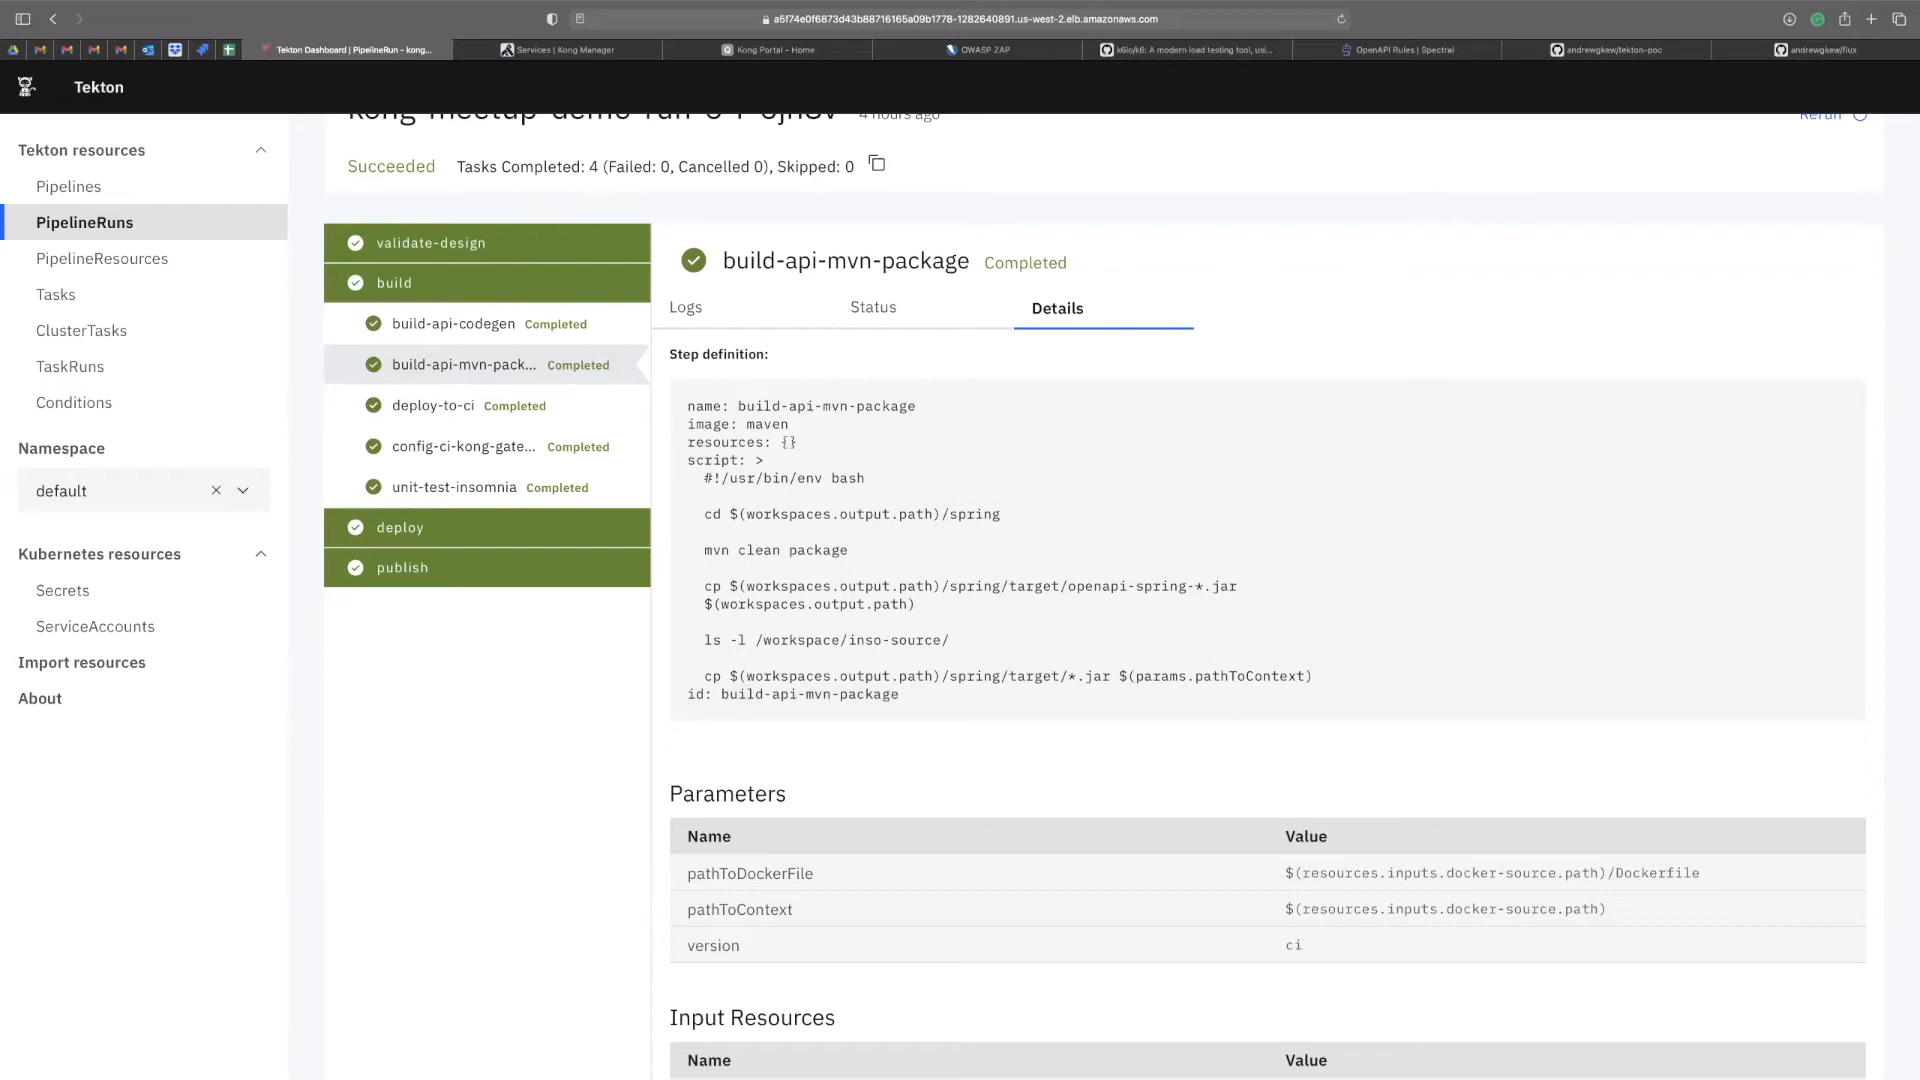 a5f74e0f6873d43b88716165a09b1778-1282640891.us-west-2.elb.amazonaws.com
Tekton Dashboard | PipelineRun - kong...
Services | Kong Manager
Kong Portal - Home
OWASP ZAP
k6io/k6: A modern load testing tool, usi...
OpenAPI Rules | Spectral
andrewgkew/tekton-poc
andrewgkew/flux
Tekton
4 hours ago
Rerun
Tekton resources
Pipelines
PipelineRuns
PipelineResources
Tasks
ClusterTasks
TaskRuns
Conditions
Namespace
default
Kubernetes resources
Secrets
ServiceAccounts
Import resources
About
Succeeded Tasks Completed: 4 (Failed: 0, Cancelled 0), Skipped: 0
validate-design
build
build-api-codegen Completed
build-api-mvn-pack... Completed
deploy-to-ci Completed
config-ci-kong-gate... Completed
unit-test-insomnia Completed
deploy
publish
build-api-mvn-package Completed
Logs Status Details
Step definition:
name: build-api-mvn-package
image: maven
resources: {}
script: >
#!/usr/bin/env bash
cd $(workspaces.output.path)/spring
mvn clean package
cp $(workspaces.output.path)/spring/target/openapi-spring-*.jar
$(workspaces.output.path)
ls -l /workspace/inso-source/
cp $(workspaces.output.path)/spring/target/*.jar $(params.pathToContext)
id: build-api-mvn-package
Parameters
Name Value
pathToDockerFile $(resources.inputs.docker-source.path)/Dockerfile
pathToContext $(resources.inputs.docker-source.path)
version ci
Input Resources
Name Value